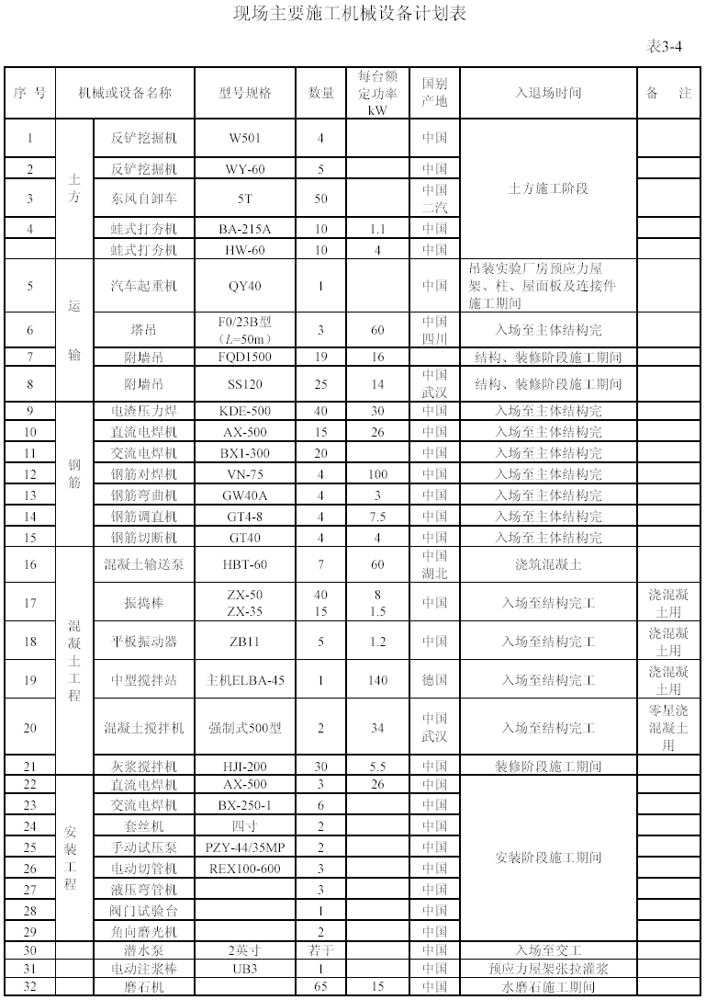 现场主要施工机械设备计划表
表3-4
序 号 机械或设备名称 型号规格 数量 每台额定功率kW 国别产地 入退场时间 备 注
1 土方 反铲挖掘机 W501 4 中国 土方施工阶段
2 反铲挖掘机 WY-60 5 中国
3 东风自卸车 5T 50 中国二汽
4 蛙式打夯机 BA-215A 10 1.1 中国
蛙式打夯机 HW-60 10 4 中国
5 运输 汽车起重机 QY40 1 中国 吊装实验厂房预应力屋架、柱、屋面板及连接件施工期间
6 塔吊 F0/23B型（L=50m） 3 60 中国四川 入场至主体结构完
7 附墙吊 FQD1500 19 16 结构、装修阶段施工期间
8 附墙吊 SS120 25 14 中国武汉 结构、装修阶段施工期间
9 钢筋 电渣压力焊 KDE-500 40 30 中国 入场至主体结构完
10 直流电焊机 AX-500 15 26 中国 入场至主体结构完
11 交流电焊机 BX1-300 20 中国 入场至主体结构完
12 钢筋对焊机 VN-75 4 100 中国 入场至主体结构完
13 钢筋弯曲机 GW40A 4 3 中国 入场至主体结构完
14 钢筋调直机 GT4-8 4 7.5 中国 入场至主体结构完
15 钢筋切断机 GT40 4 4 中国 入场至主体结构完
16 混凝土工程 混凝土输送泵 HBT-60 7 60 中国湖北 浇筑混凝土
17 振捣棒 ZX-50 40 8 中国 入场至结构完工 浇混凝土用
ZX-35 15 1.5
18 平板振动器 ZB11 5 1.2 中国 入场至结构完工 浇混凝土用
19 中型搅拌站 主机ELBA-45 1 140 德国 入场至结构完工 浇混凝土用
20 混凝土搅拌机 强制式500型 2 34 中国武汉 入场至结构完工 零星浇混凝土用
21 灰浆搅拌机 HJI-200 30 5.5 中国 装修阶段施工期间
22 安装工程 直流电焊机 AX-500 3 26 中国 安装阶段施工期间
23 交流电焊机 BX-250-1 6 中国
24 套丝机 四寸 2 中国
25 手动试压泵 PZY-44/35MP 2 中国
26 电动切管机 REX100-600 3 中国
27 液压弯管机 3 中国
28 阀门试验台 1 中国
29 角向磨光机 2 中国
30 潜水泵 2英寸 若干 中国 入场至交工
31 电动注浆棒 UB3 1 中国 预应力屋架张拉灌浆
32 磨石机 65 15 中国 水磨石施工期间